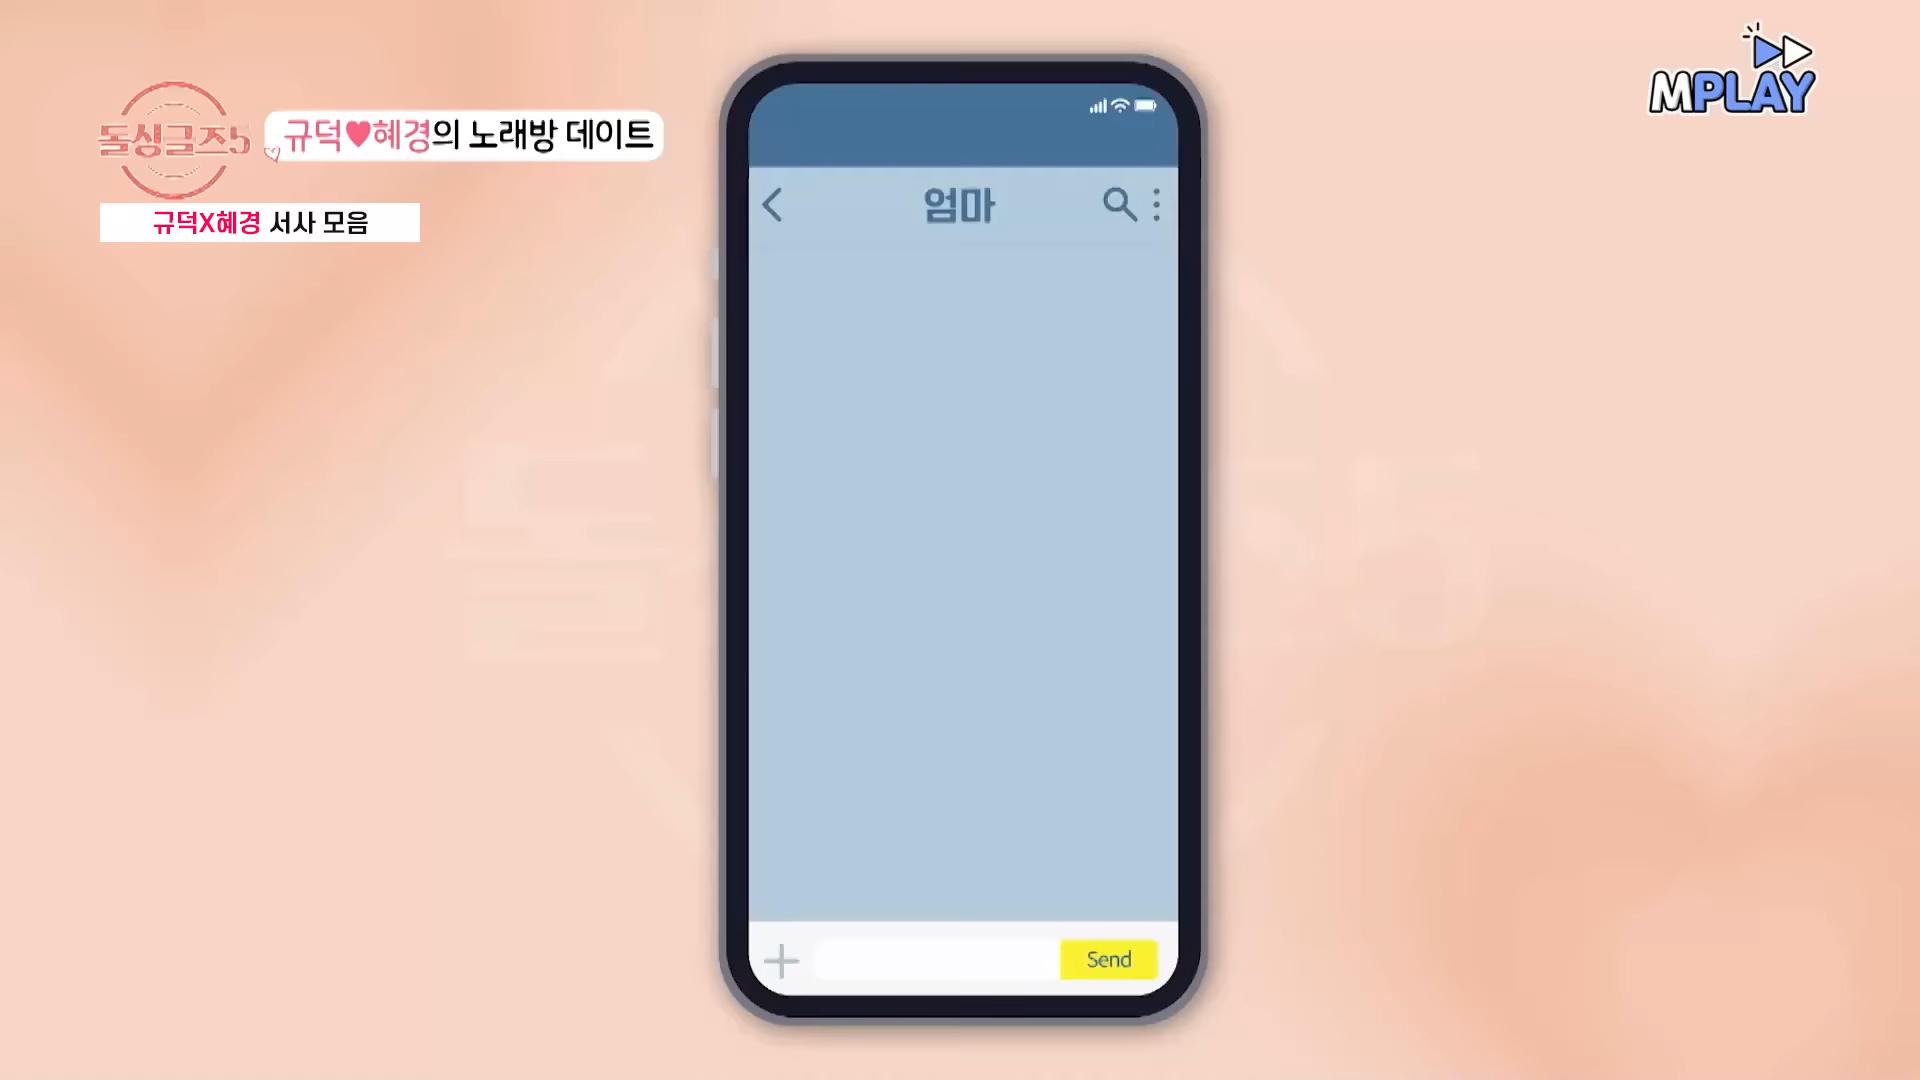 돌싱글즈5
규덕♥혜경의 노래방 데이트
규덕X혜경 서사 모음
MPLAY
엄마
Send